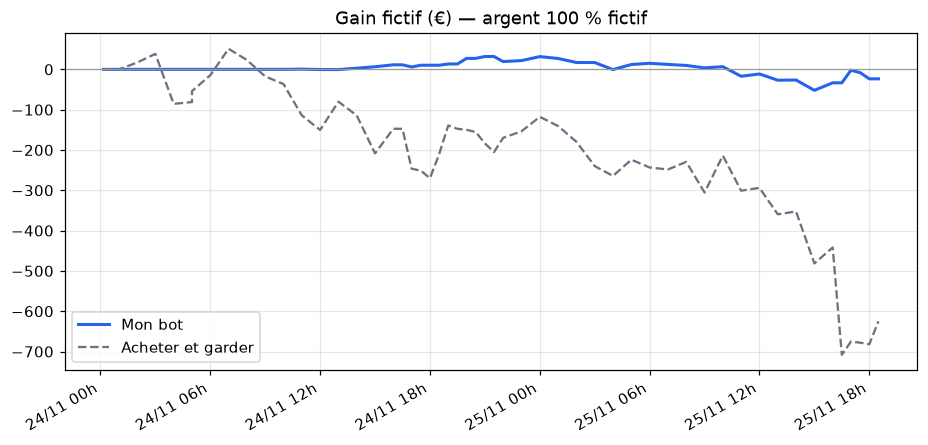 Gain fictif (€) — argent 100 % fictif
0
−100
−200
−300
−400
−500
−600
−700
Mon bot
Acheter et garder
24/11 00h
24/11 06h
24/11 12h
24/11 18h
25/11 00h
25/11 06h
25/11 12h
25/11 18h